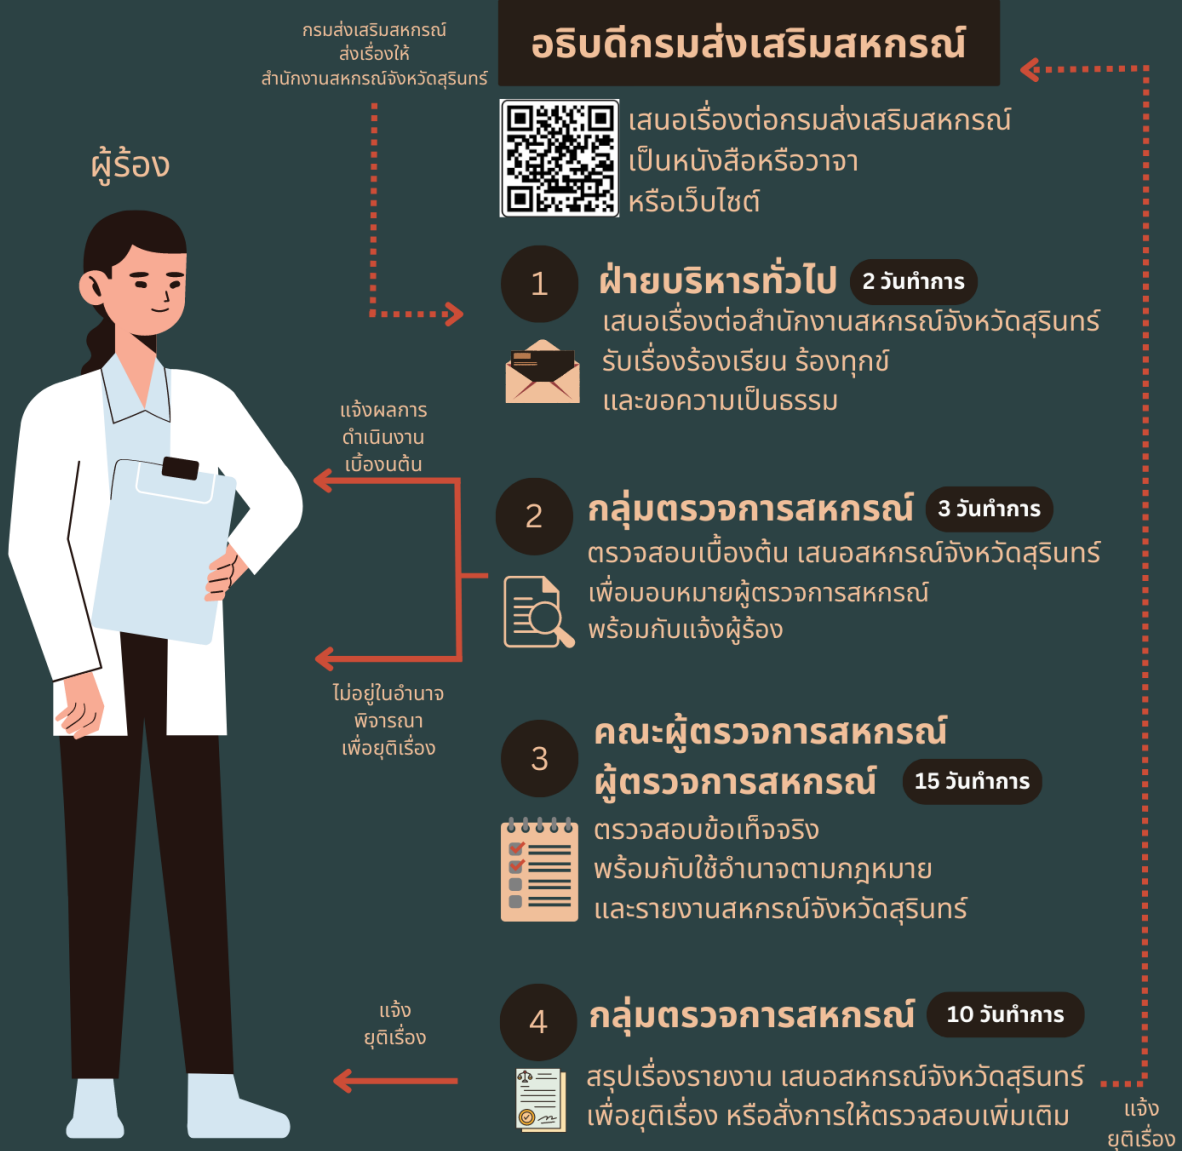 กรมส่งเสริมสหกรณ์
ส่งเรื่องให้
สำนักงานสหกรณ์จังหวัดสุรินทร์
อธิบดีกรมส่งเสริมสหกรณ์
เสนอเรื่องต่อกรมส่งเสริมสหกรณ์
เป็นหนังสือหรือวาจา
หรือเว็บไซต์
ผู้ร้อง
1 ฝ่ายบริหารทั่วไป 2 วันทำการ
เสนอเรื่องต่อสำนักงานสหกรณ์จังหวัดสุรินทร์
รับเรื่องร้องเรียน ร้องทุกข์
และขอความเป็นธรรม
แจ้งผลการ
ดำเนินงาน
เบิ้องนต้น
2 กลุ่มตรวจการสหกรณ์ 3 วันทำการ
ตรวจสอบเบื้องต้น เสนอสหกรณ์จังหวัดสุรินทร์
เพื่อมอบหมายผู้ตรวจการสหกรณ์
พร้อมกับแจ้งผู้ร้อง
ไม่อยู่ในอำนาจ
พิจารณา
เพื่อยุติเรื่อง
3 คณะผู้ตรวจการสหกรณ์
ผู้ตรวจการสหกรณ์ 15 วันทำการ
ตรวจสอบข้อเท็จจริง
พร้อมกับใช้อำนาจตามกฎหมาย
และรายงานสหกรณ์จังหวัดสุรินทร์
แจ้ง
ยุติเรื่อง
4 กลุ่มตรวจการสหกรณ์ 10 วันทำการ
สรุปเรื่องรายงาน เสนอสหกรณ์จังหวัดสุรินทร์
เพื่อยุติเรื่อง หรือสั่งการให้ตรวจสอบเพิ่มเติม
แจ้ง
ยุติเรื่อง